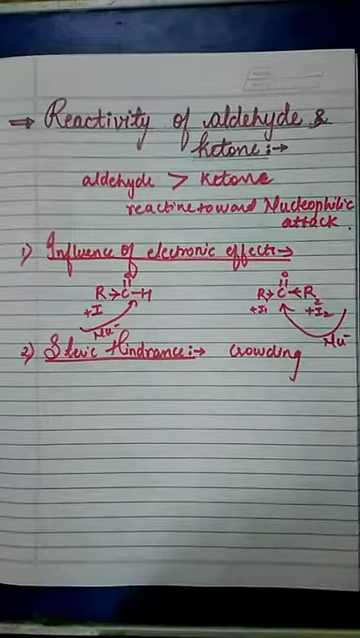 ⇒ Reactivity of aldehyde &
ketone :→
aldehyde > Ketone
reactive toward Nucleophilic
attack.
1) Influence of electronic effect :→
O O
|| ||
R→C—H R→C←R2
+I +I1 +I2
Nu⁻ Nu⁻
2) Steric Hindrance :→ crowding